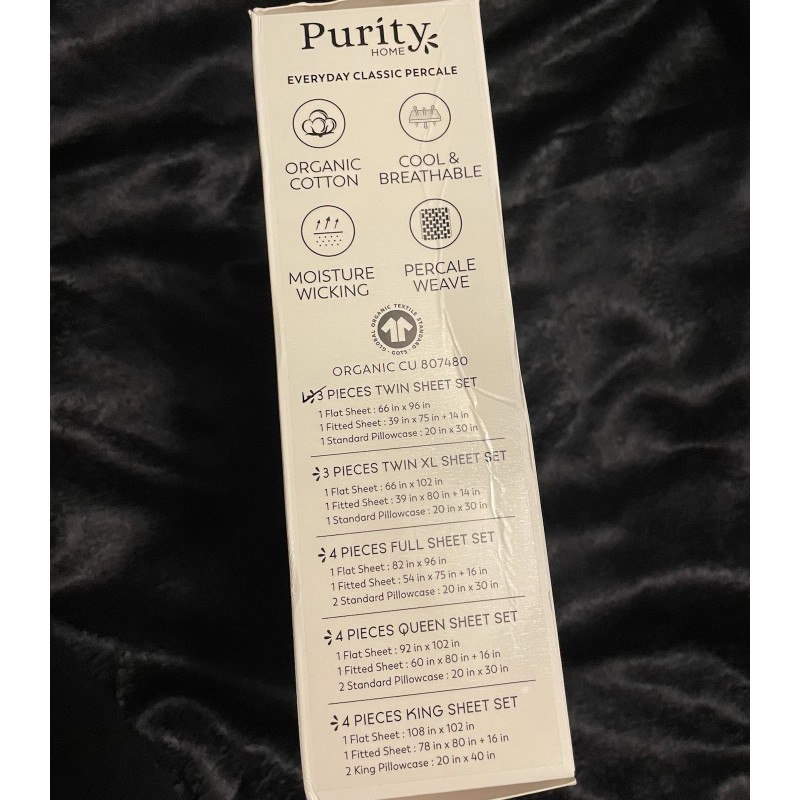 Purity
HOME
EVERYDAY CLASSIC PERCALE
ORGANIC COTTON
COOL & BREATHABLE
MOISTURE WICKING
PERCALE WEAVE
GLOBAL ORGANIC TEXTILE STANDARD · GOTS ·
ORGANIC CU 807480
3 PIECES TWIN SHEET SET
1 Flat Sheet : 66 in x 96 in
1 Fitted Sheet : 39 in x 75 in + 14 in
1 Standard Pillowcase : 20 in x 30 in
3 PIECES TWIN XL SHEET SET
1 Flat Sheet : 66 in x 102 in
1 Fitted Sheet : 39 in x 80 in + 14 in
1 Standard Pillowcase : 20 in x 30 in
4 PIECES FULL SHEET SET
1 Flat Sheet : 82 in x 96 in
1 Fitted Sheet : 54 in x 75 in + 16 in
2 Standard Pillowcase : 20 in x 30 in
4 PIECES QUEEN SHEET SET
1 Flat Sheet : 92 in x 102 in
1 Fitted Sheet : 60 in x 80 in + 16 in
2 Standard Pillowcase : 20 in x 30 in
4 PIECES KING SHEET SET
1 Flat Sheet : 108 in x 102 in
1 Fitted Sheet : 78 in x 80 in + 16 in
2 King Pillowcase : 20 in x 40 in